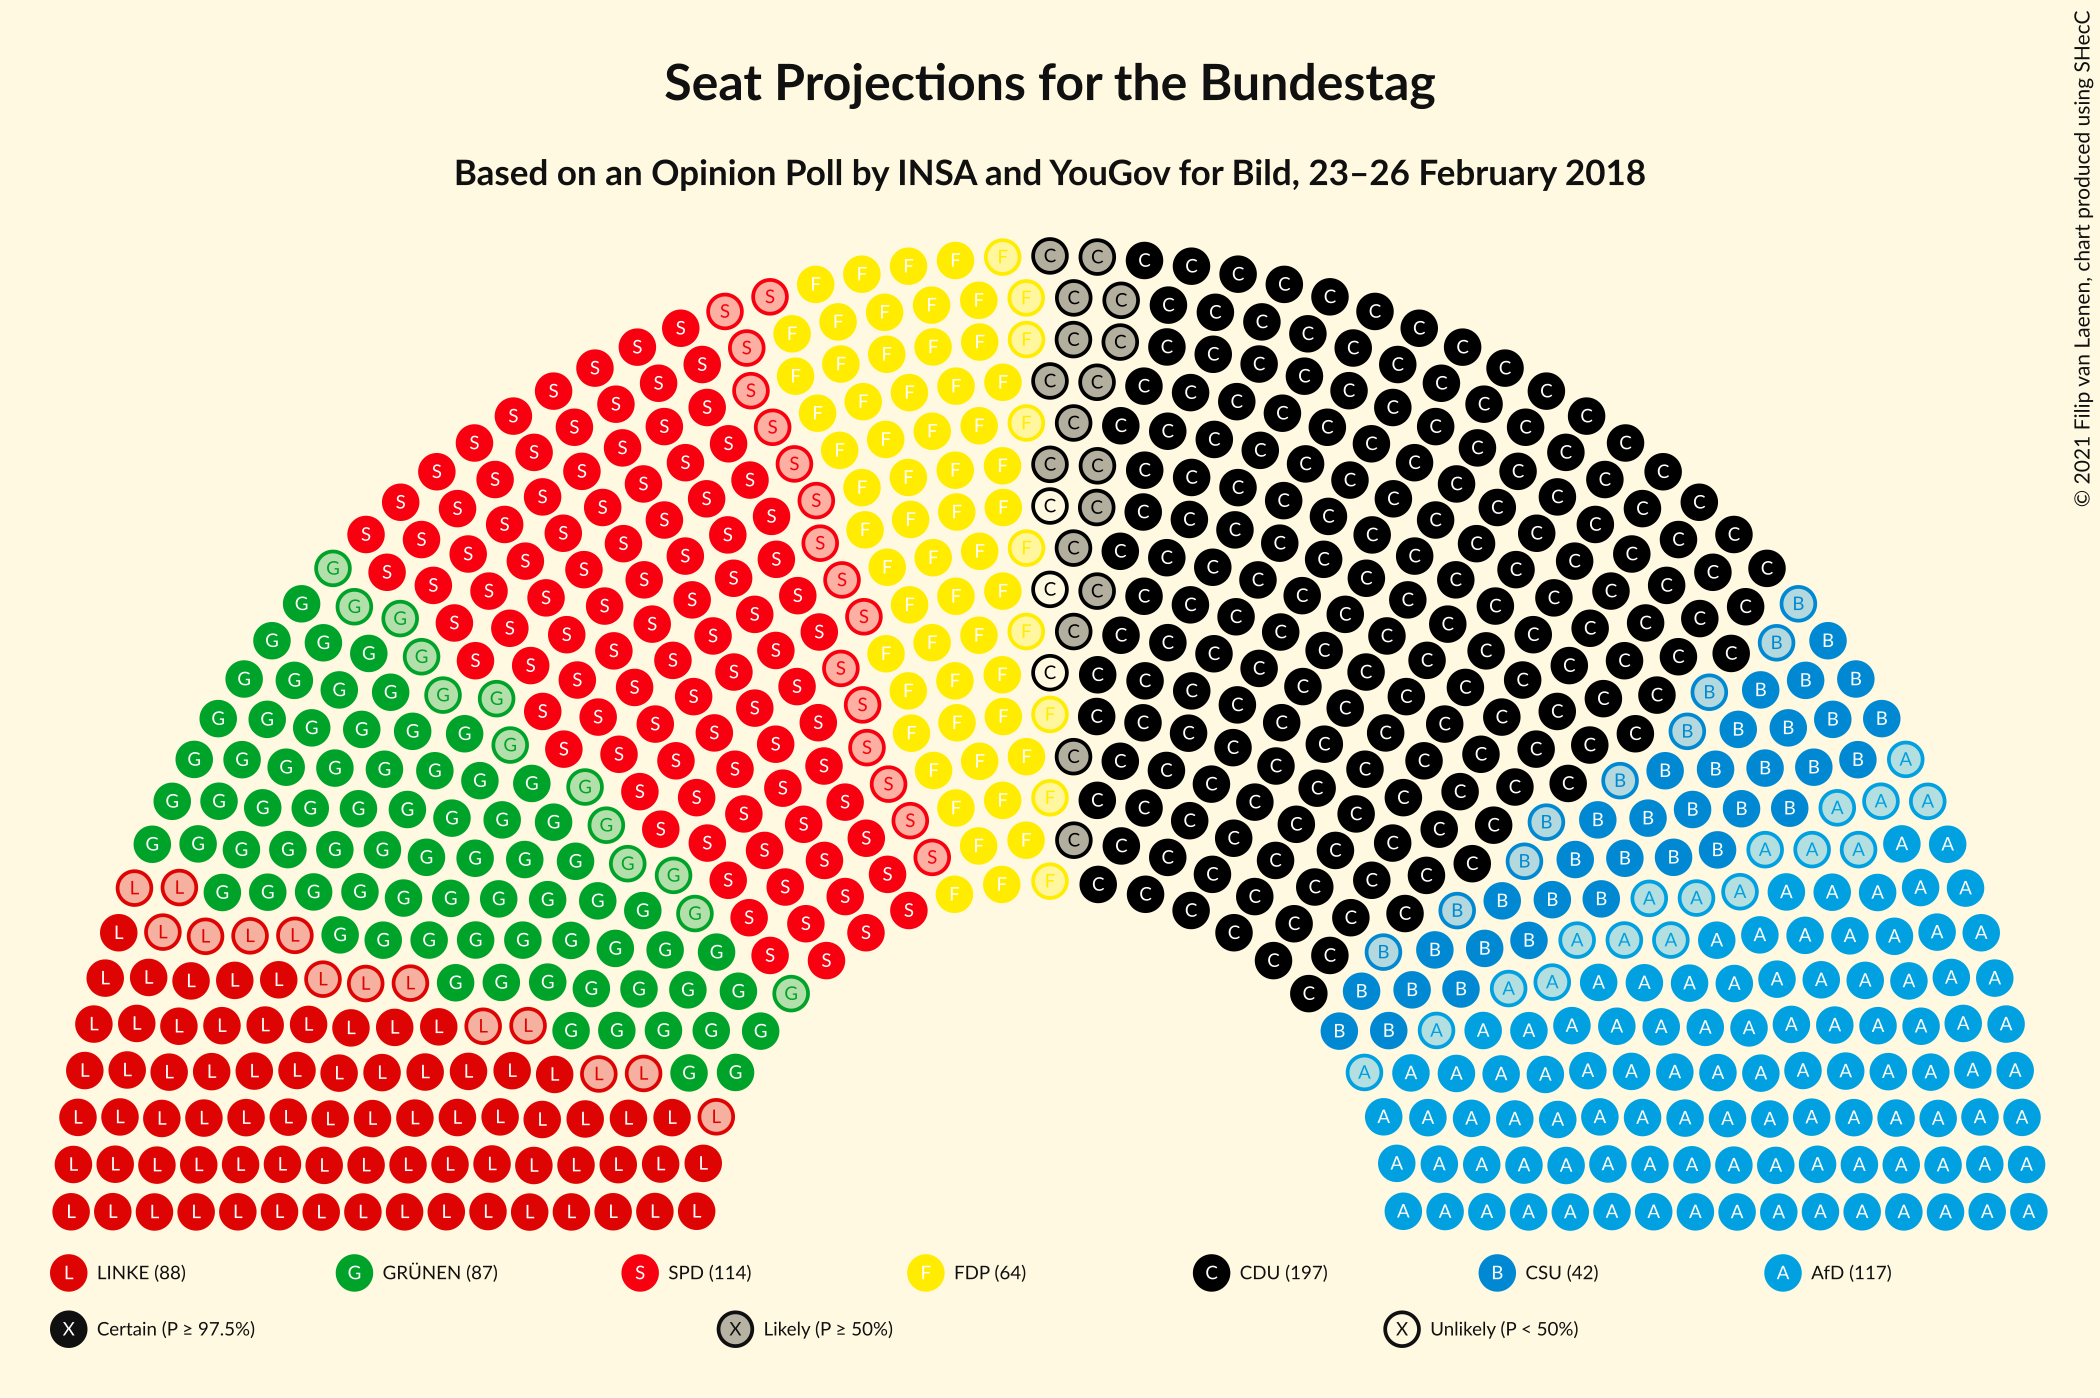 Seat Projections for the Bundestag
Based on an Opinion Poll by INSA and YouGov for Bild, 23–26 February 2018
© 2021 Filip van Laenen, chart produced using SHecC
L LINKE (88) G GRÜNEN (87) S SPD (114) F FDP (64) C CDU (197) B CSU (42) A AfD (117)
X Certain (P ≥ 97.5%) X Likely (P ≥ 50%) X Unlikely (P < 50%)